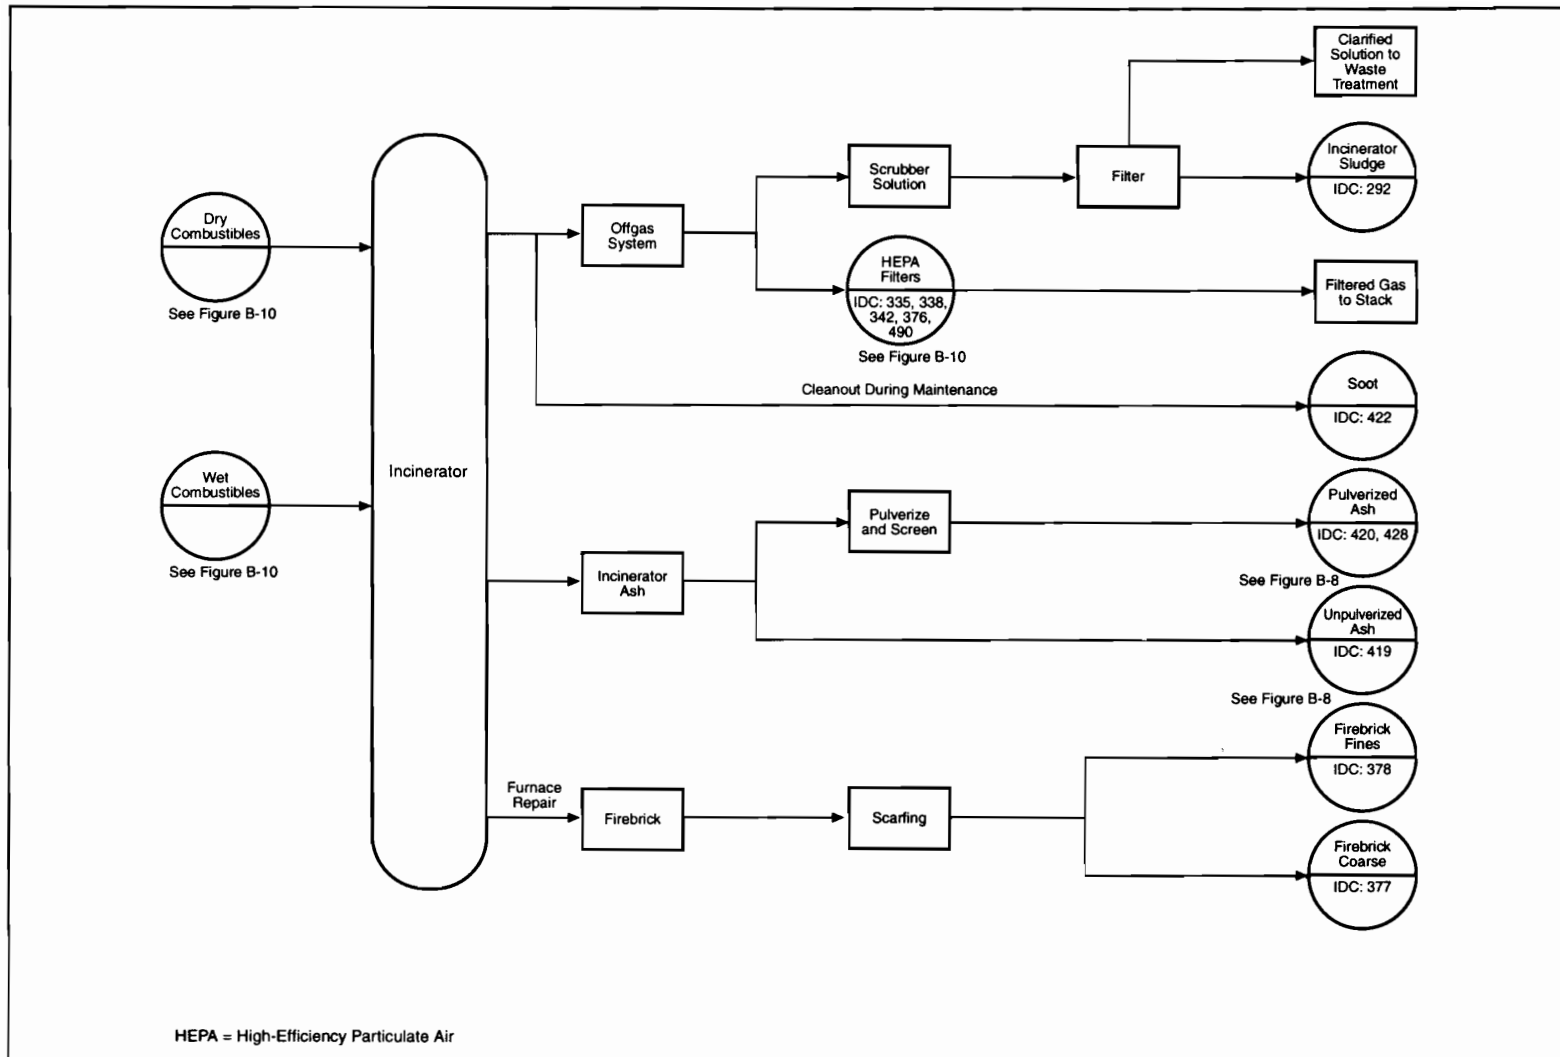 Clarified
Solution to
Waste
Treatment
Incinerator
Sludge
IDC: 292
Scrubber
Solution
Filter
Dry
Combustibles
See Figure B-10
Offgas
System
HEPA
Filters
IDC: 335, 338,
342, 376,
490
See Figure B-10
Filtered Gas
to Stack
Cleanout During Maintenance
Soot
IDC: 422
Incinerator
Wet
Combustibles
See Figure B-10
Pulverize
and Screen
Pulverized
Ash
IDC: 420, 428
See Figure B-8
Incinerator
Ash
Unpulverized
Ash
IDC: 419
See Figure B-8
Furnace
Repair
Firebrick
Scarfing
Firebrick
Fines
IDC: 378
Firebrick
Coarse
IDC: 377
HEPA = High-Efficiency Particulate Air